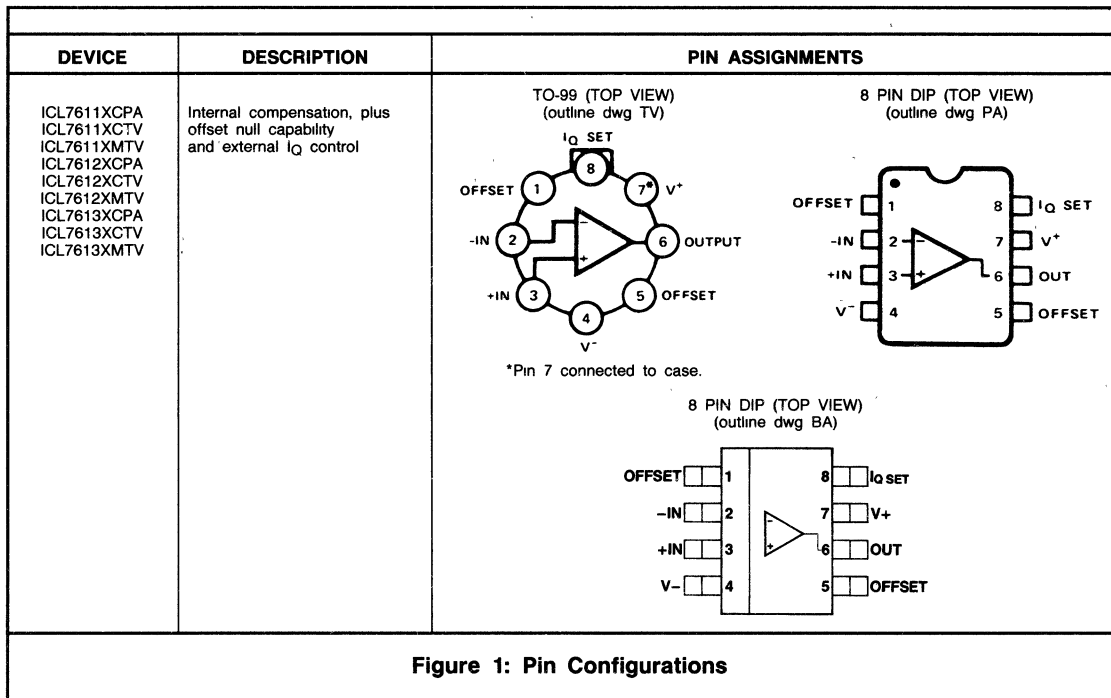 DEVICE DESCRIPTION PIN ASSIGNMENTS
ICL7611XCPA
ICL7611XCTV
ICL7611XMTV
ICL7612XCPA
ICL7612XCTV
ICL7612XMTV
ICL7613XCPA
ICL7613XCTV
ICL7613XMTV
Internal compensation, plus
offset null capability
and external IQ control
TO-99 (TOP VIEW)
(outline dwg TV)
IQ SET
8
OFFSET 1 7* V+
-IN 2 - 6 OUTPUT
+
+IN 3 5 OFFSET
4
V-
*Pin 7 connected to case.
8 PIN DIP (TOP VIEW)
(outline dwg PA)
OFFSET 1 8 IQ SET
-IN 2 - 7 V+
+IN 3 + 6 OUT
V- 4 5 OFFSET
8 PIN DIP (TOP VIEW)
(outline dwg BA)
OFFSET 1 8 IQ SET
-IN 2 - 7 V+
+IN 3 + 6 OUT
V- 4 5 OFFSET
Figure 1: Pin Configurations